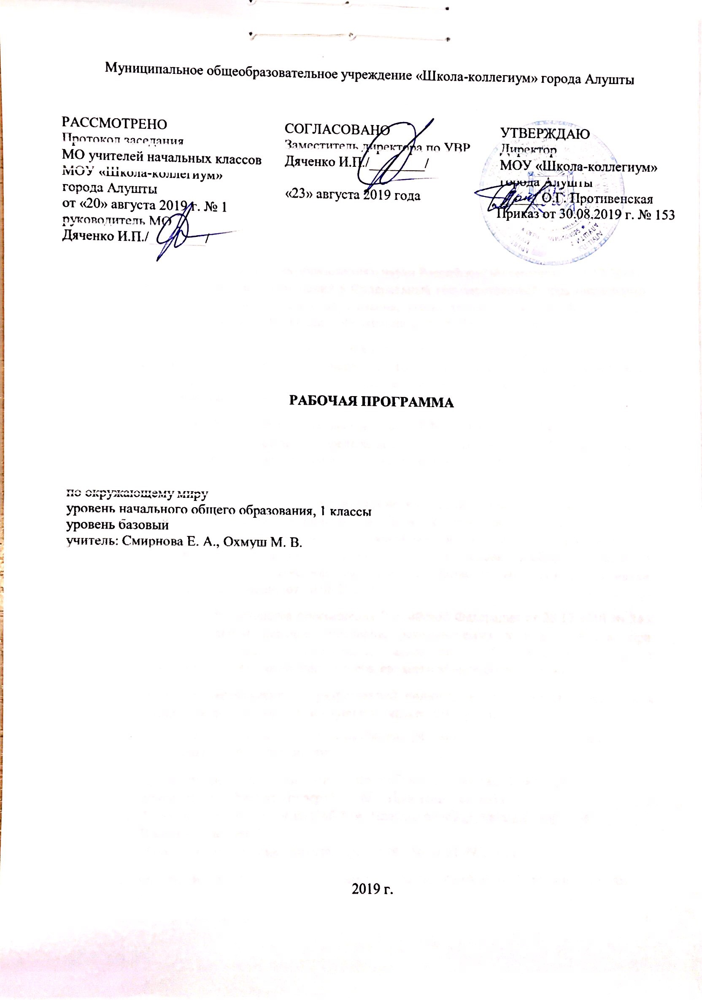 Муниципальное общеобразовательное учреждение «Школа-коллегиум» города Алушты
РАССМОТРЕНО
Протокол заседания
МО учителей начальных классов
МОУ «Школа-коллегиум»
города Алушты
от «20» августа 2019 г. № 1
руководитель МО
Дяченко И.П./________/
СОГЛАСОВАНО
Заместитель директора по УВР
Дяченко И.П./________/
«23» августа 2019 года
УТВЕРЖДАЮ
Директор
МОУ «Школа-коллегиум»
города Алушты
______О.Г. Противенская
Приказ от 30.08.2019 г. № 153
РАБОЧАЯ ПРОГРАММА
по окружающему миру
уровень начального общего образования, 1 классы
уровень базовый
учитель: Смирнова Е. А., Охмуш М. В.
2019 г.